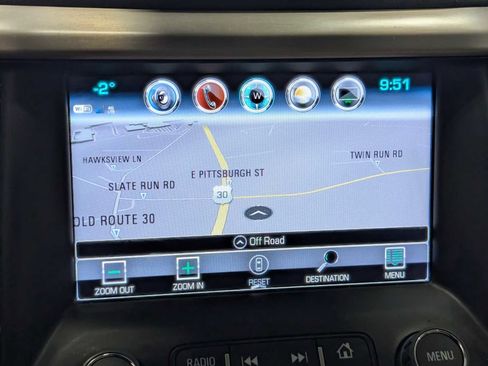 -2° 9:51
WiFi
W
HAWKSVIEW LN
TWIN RUN RD
E PITTSBURGH ST
SLATE RUN RD
30
OLD ROUTE 30
Off Road
ZOOM OUT ZOOM IN RESET DESTINATION MENU
RADIO MENU